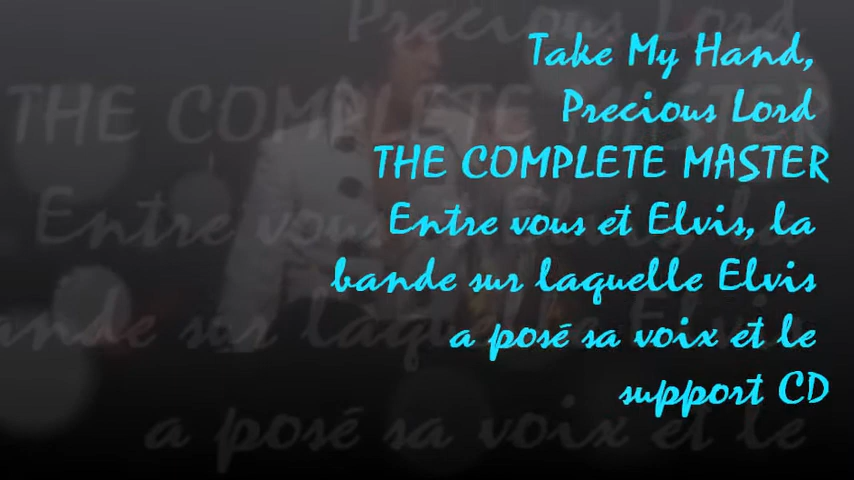 Take My Hand,
Precious Lord
THE COMPLETE MASTER
Entre vous et Elvis, la
bande sur laquelle Elvis
a posé sa voix et le
support CD